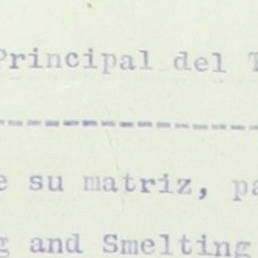 Principal del T
--------------------
e su matriz, pa
g and Smelting